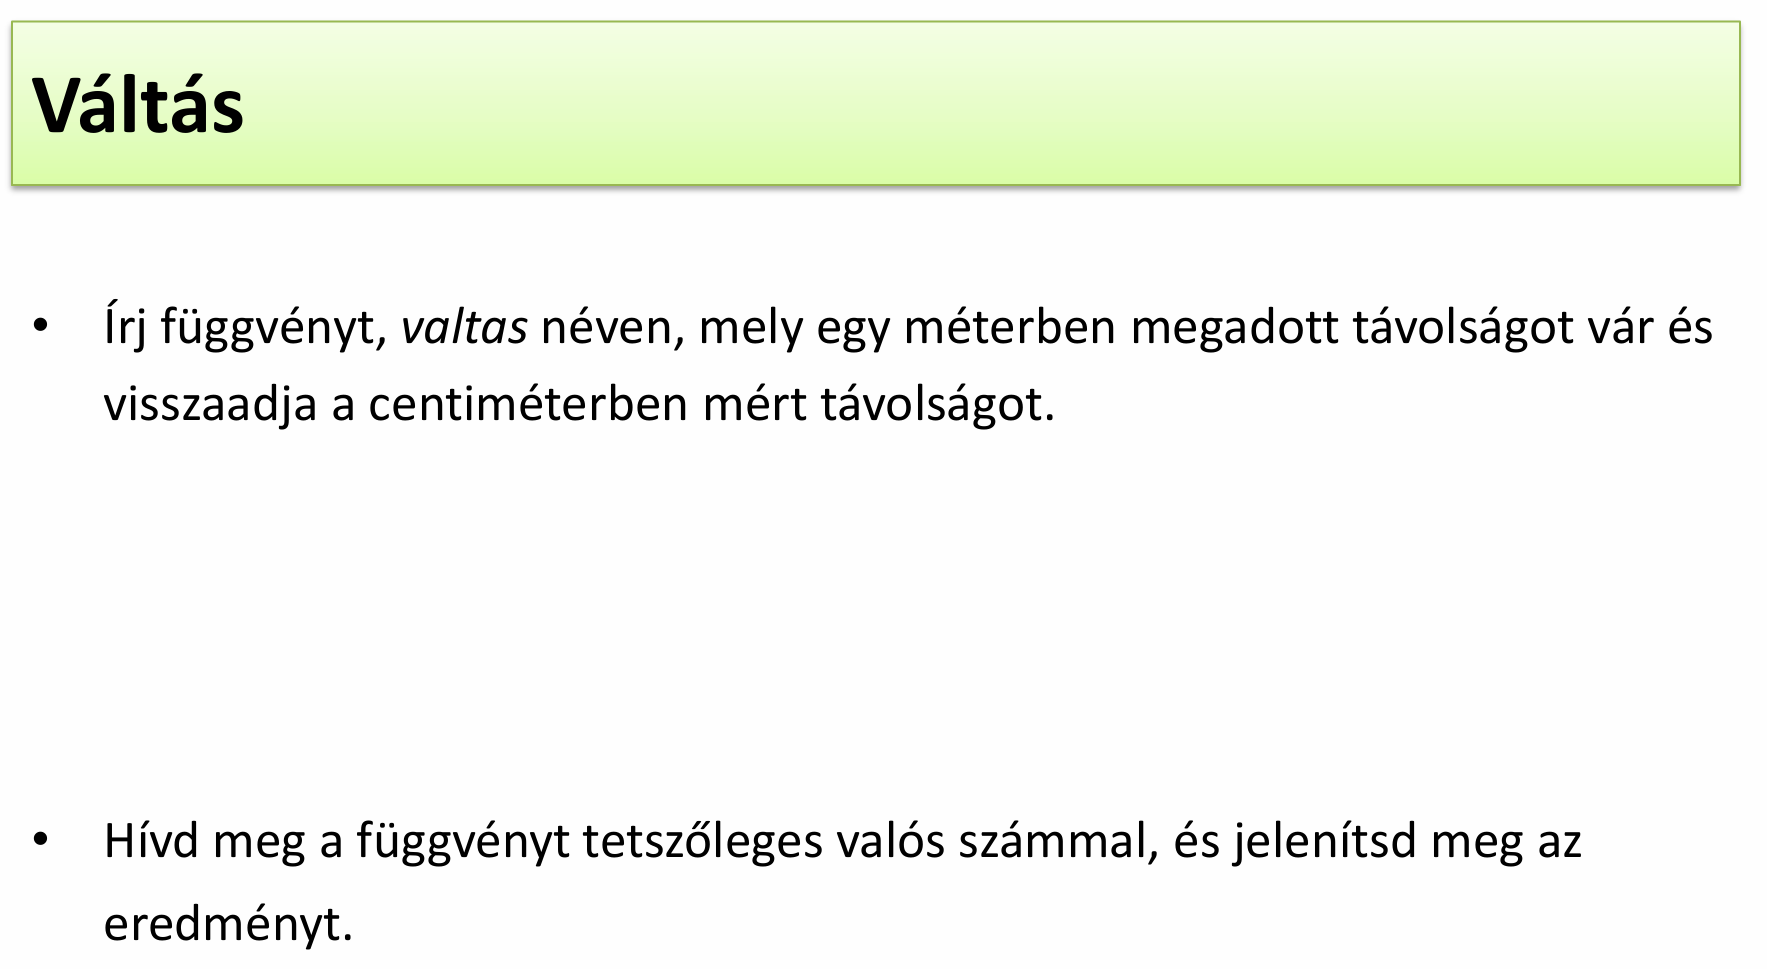 Váltás
• Írj függvényt, valtas néven, mely egy méterben megadott távolságot vár és
visszaadja a centiméterben mért távolságot.
• Hívd meg a függvényt tetszőleges valós számmal, és jelenítsd meg az
eredményt.